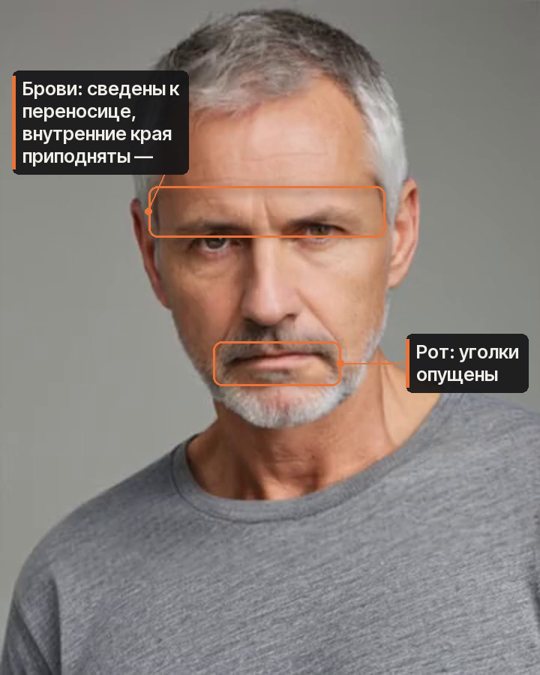 Брови: сведены к
переносице,
внутренние края
приподняты —
Рот: уголки
опущены